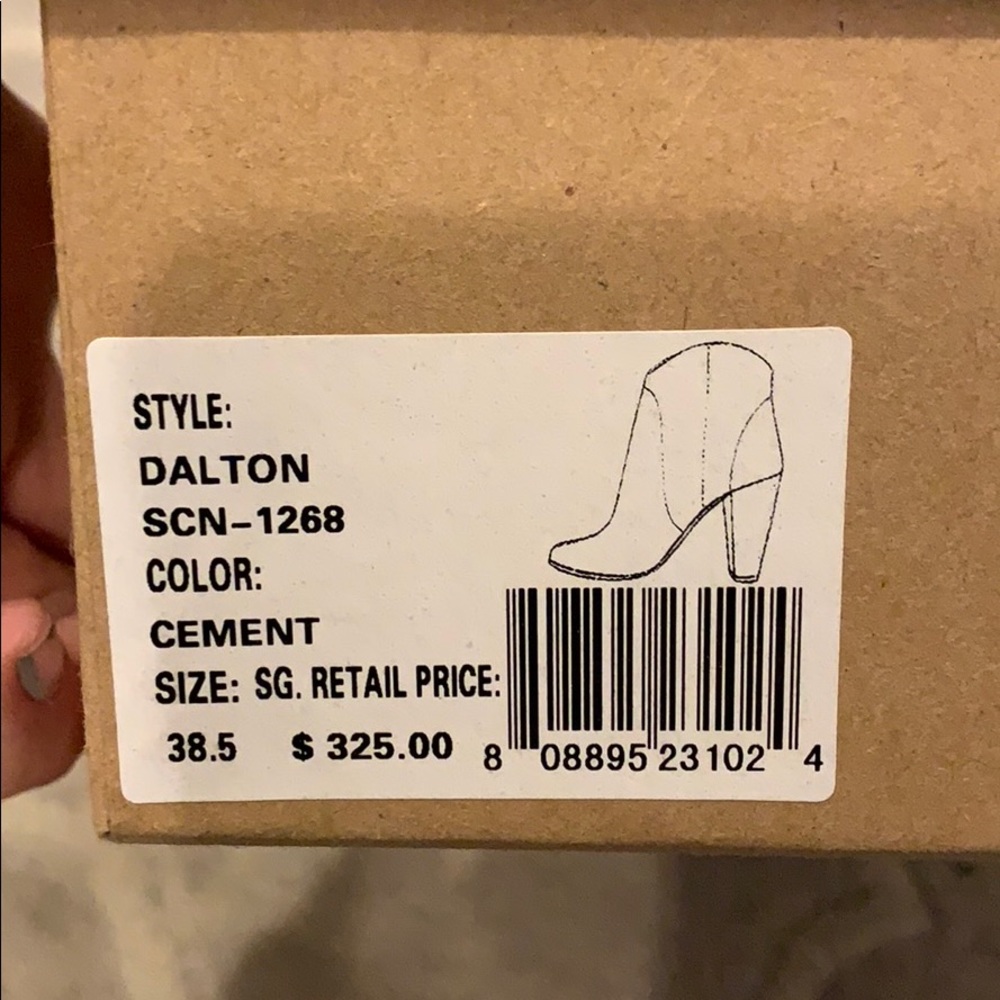 STYLE:
DALTON
SCN-1268
COLOR:
CEMENT
SIZE: SG. RETAIL PRICE:
38.5 $ 325.00
8 08895 23102 4